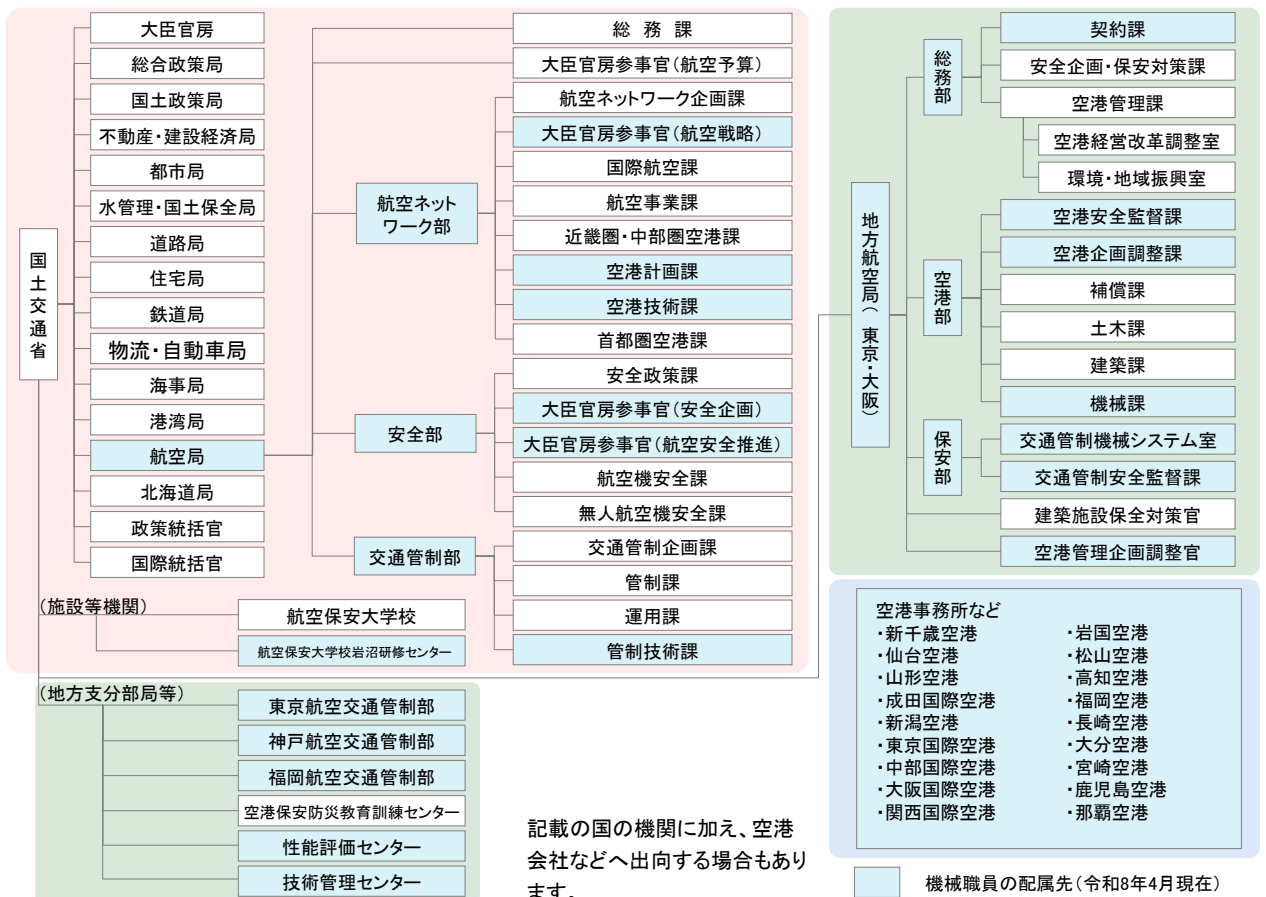 国土交通省
大臣官房
総合政策局
国土政策局
不動産・建設経済局
都市局
水管理・国土保全局
道路局
住宅局
鉄道局
物流・自動車局
海事局
港湾局
航空局
北海道局
政策統括官
国際統括官
(施設等機関)
航空保安大学校
航空保安大学校岩沼研修センター
(地方支分部局等)
東京航空交通管制部
神戸航空交通管制部
福岡航空交通管制部
空港保安防災教育訓練センター
性能評価センター
技術管理センター
航空ネット
ワーク部
安全部
交通管制部
総 務 課
大臣官房参事官(航空予算)
航空ネットワーク企画課
大臣官房参事官(航空戦略)
国際航空課
航空事業課
近畿圏・中部圏空港課
空港計画課
空港技術課
首都圏空港課
安全政策課
大臣官房参事官(安全企画)
大臣官房参事官(航空安全推進)
航空機安全課
無人航空機安全課
交通管制企画課
管制課
運用課
管制技術課
地方航空局(東京・大阪)
総務部
契約課
安全企画・保安対策課
空港管理課
空港経営改革調整室
環境・地域振興室
空港部
空港安全監督課
空港企画調整課
補償課
土木課
建築課
機械課
保安部
交通管制機械システム室
交通管制安全監督課
建築施設保全対策官
空港管理企画調整官
空港事務所など
・新千歳空港
・仙台空港
・山形空港
・成田国際空港
・新潟空港
・東京国際空港
・中部国際空港
・大阪国際空港
・関西国際空港
・岩国空港
・松山空港
・高知空港
・福岡空港
・長崎空港
・大分空港
・宮崎空港
・鹿児島空港
・那覇空港
記載の国の機関に加え、空港
会社などへ出向する場合もあり
ます。
機械職員の配属先(令和8年4月現在)